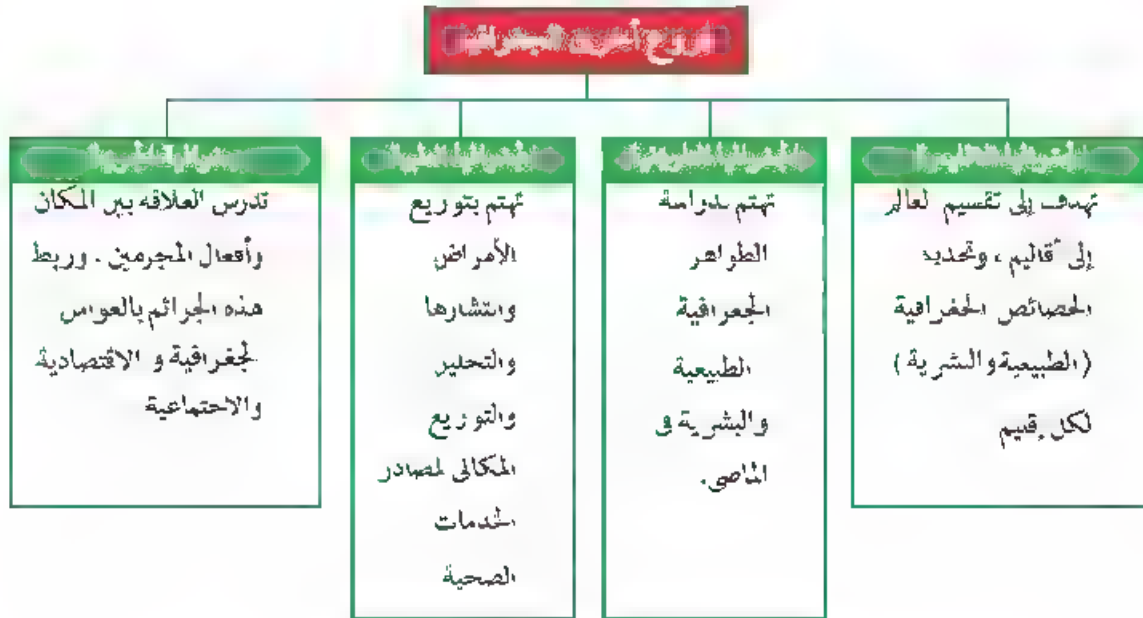 تهدف إلى تقسيم العالم
إلى أقاليم ، وتحديد
الخصائص الجغرافية
(الطبيعية والبشرية)
لكل إقليم
تهتم بدراسة
الظواهر
الجغرافية
الطبيعية
والبشرية في
الماضي.
تهتم بتوزيع
الأمراض
وانتشارها
والتحليل
والتوزيع
المكاني لمصادر
الخدمات
الصحية
تدرس العلاقة بين المكان
وأفعال المجرمين ، وربط
هذه الجرائم بالعوامل
الجغرافية و الاقتصادية
والاجتماعية